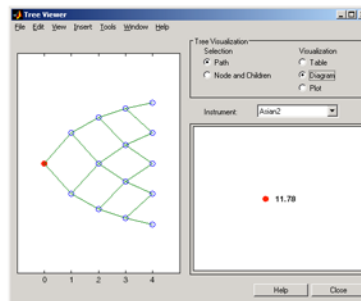 Tree Viewer
File Edit View Insert Tools Window Help
Tree Visualization
Selection
Path
Node and Children
Visualization
Table
Diagram
Plot
Instrument: Asian2
11.78
0 1 2 3 4
Help Close